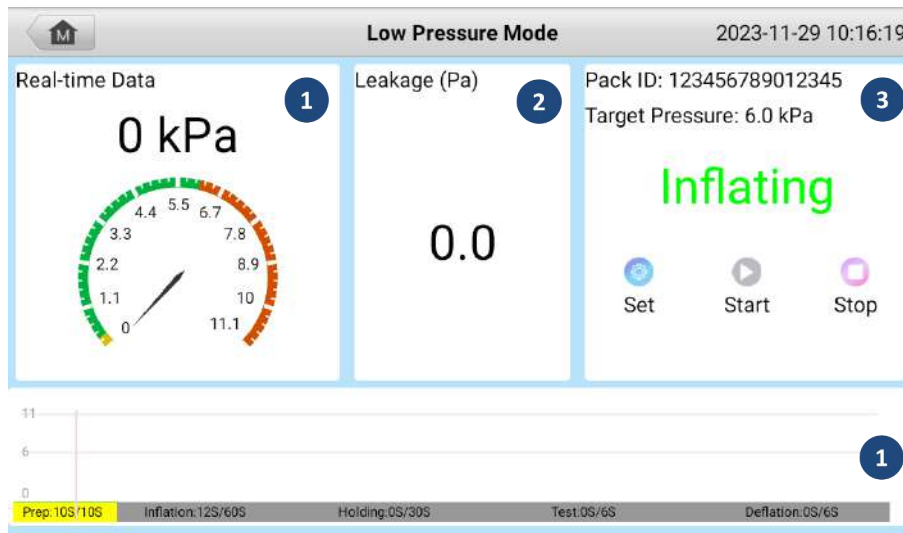 M
Low Pressure Mode
2023-11-29 10:16:19
Real-time Data
1
0 kPa
0
1.1
2.2
3.3
4.4
5.5
6.7
7.8
8.9
10
11.1
Leakage (Pa)
2
0.0
Pack ID: 123456789012345
3
Target Pressure: 6.0 kPa
Inflating
Set
Start
Stop
11
6
0
1
Prep:10S/10S
Inflation:12S/60S
Holding:0S/30S
Test:0S/6S
Deflation:0S/6S